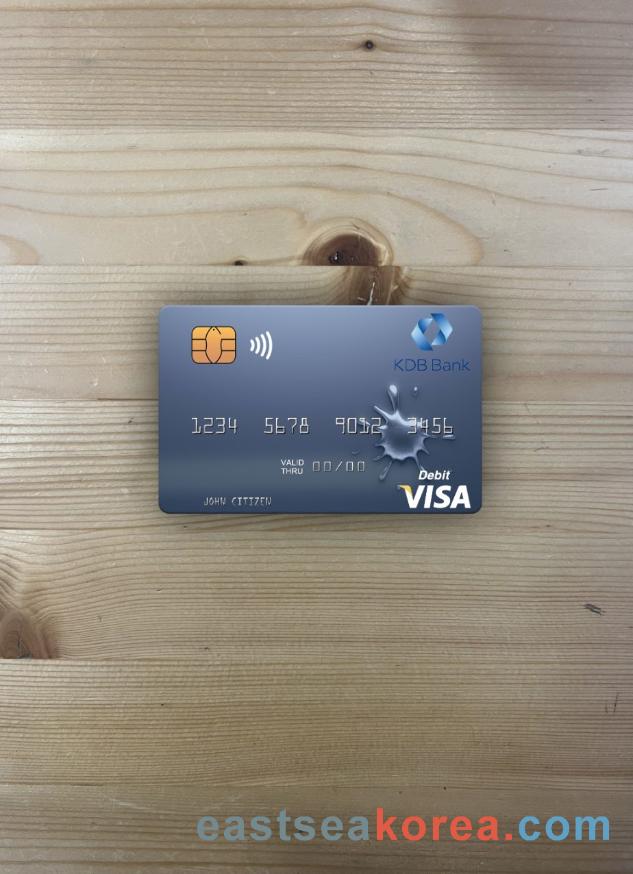 KDB Bank
1234 5678 9012 3456
VALID THRU 00/00
Debit
JOHN CITIZEN
VISA
eastseakorea.com